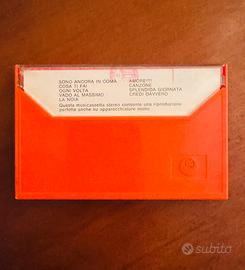 SONO ANCORA IN COMA
COSA TI FAI
OGNI VOLTA
VADO AL MASSIMO
LA NOIA
AMORE...
CANZONE
SPLENDIDA GIORNATA
CREDI DAVVERO
Questa musicassetta stereo consente una riproduzione
perfetta anche su apparecchiature mono
subito